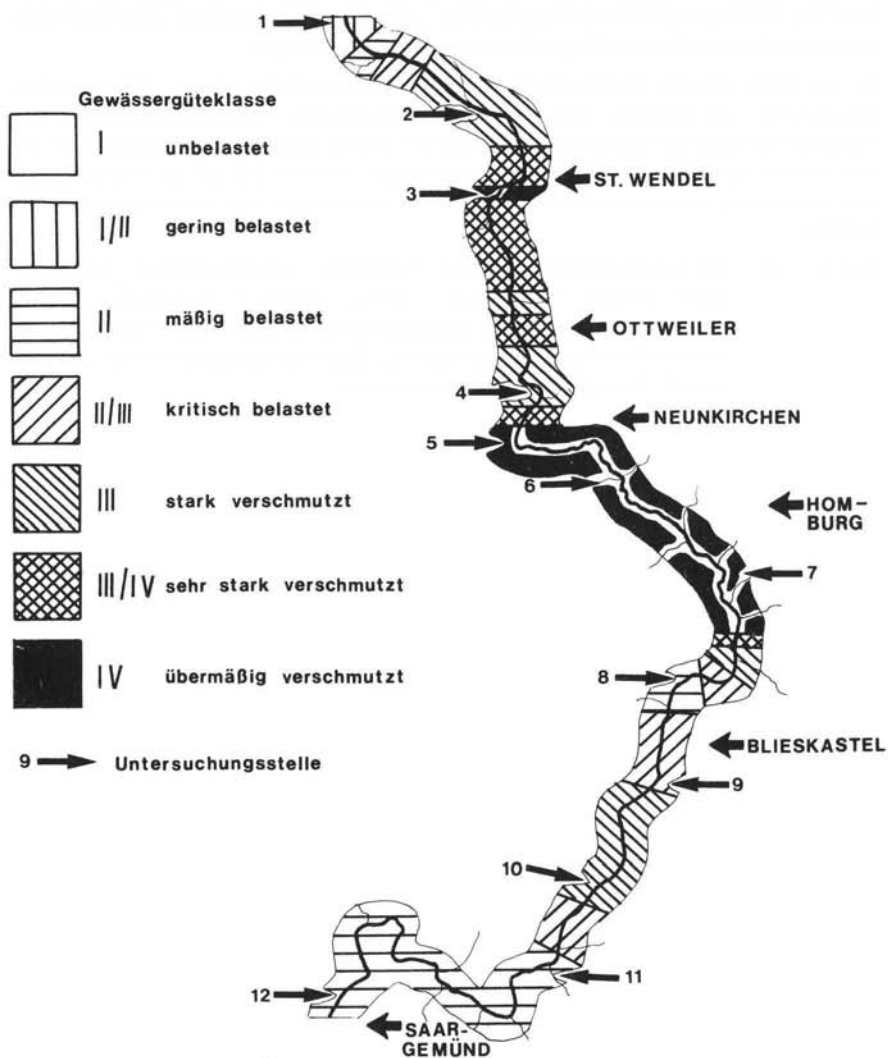 1
Gewässergüteklasse
I unbelastet
2
ST. WENDEL
3
I/II gering belastet
II mäßig belastet
OTTWEILER
4
II/III kritisch belastet
NEUNKIRCHEN
5
6
III stark verschmutzt
HOM-
BURG
7
III/IV sehr stark verschmutzt
IV übermäßig verschmutzt
8
BLIESKASTEL
9 Untersuchungsstelle
9
10
11
12
SAAR-
GEMÜND